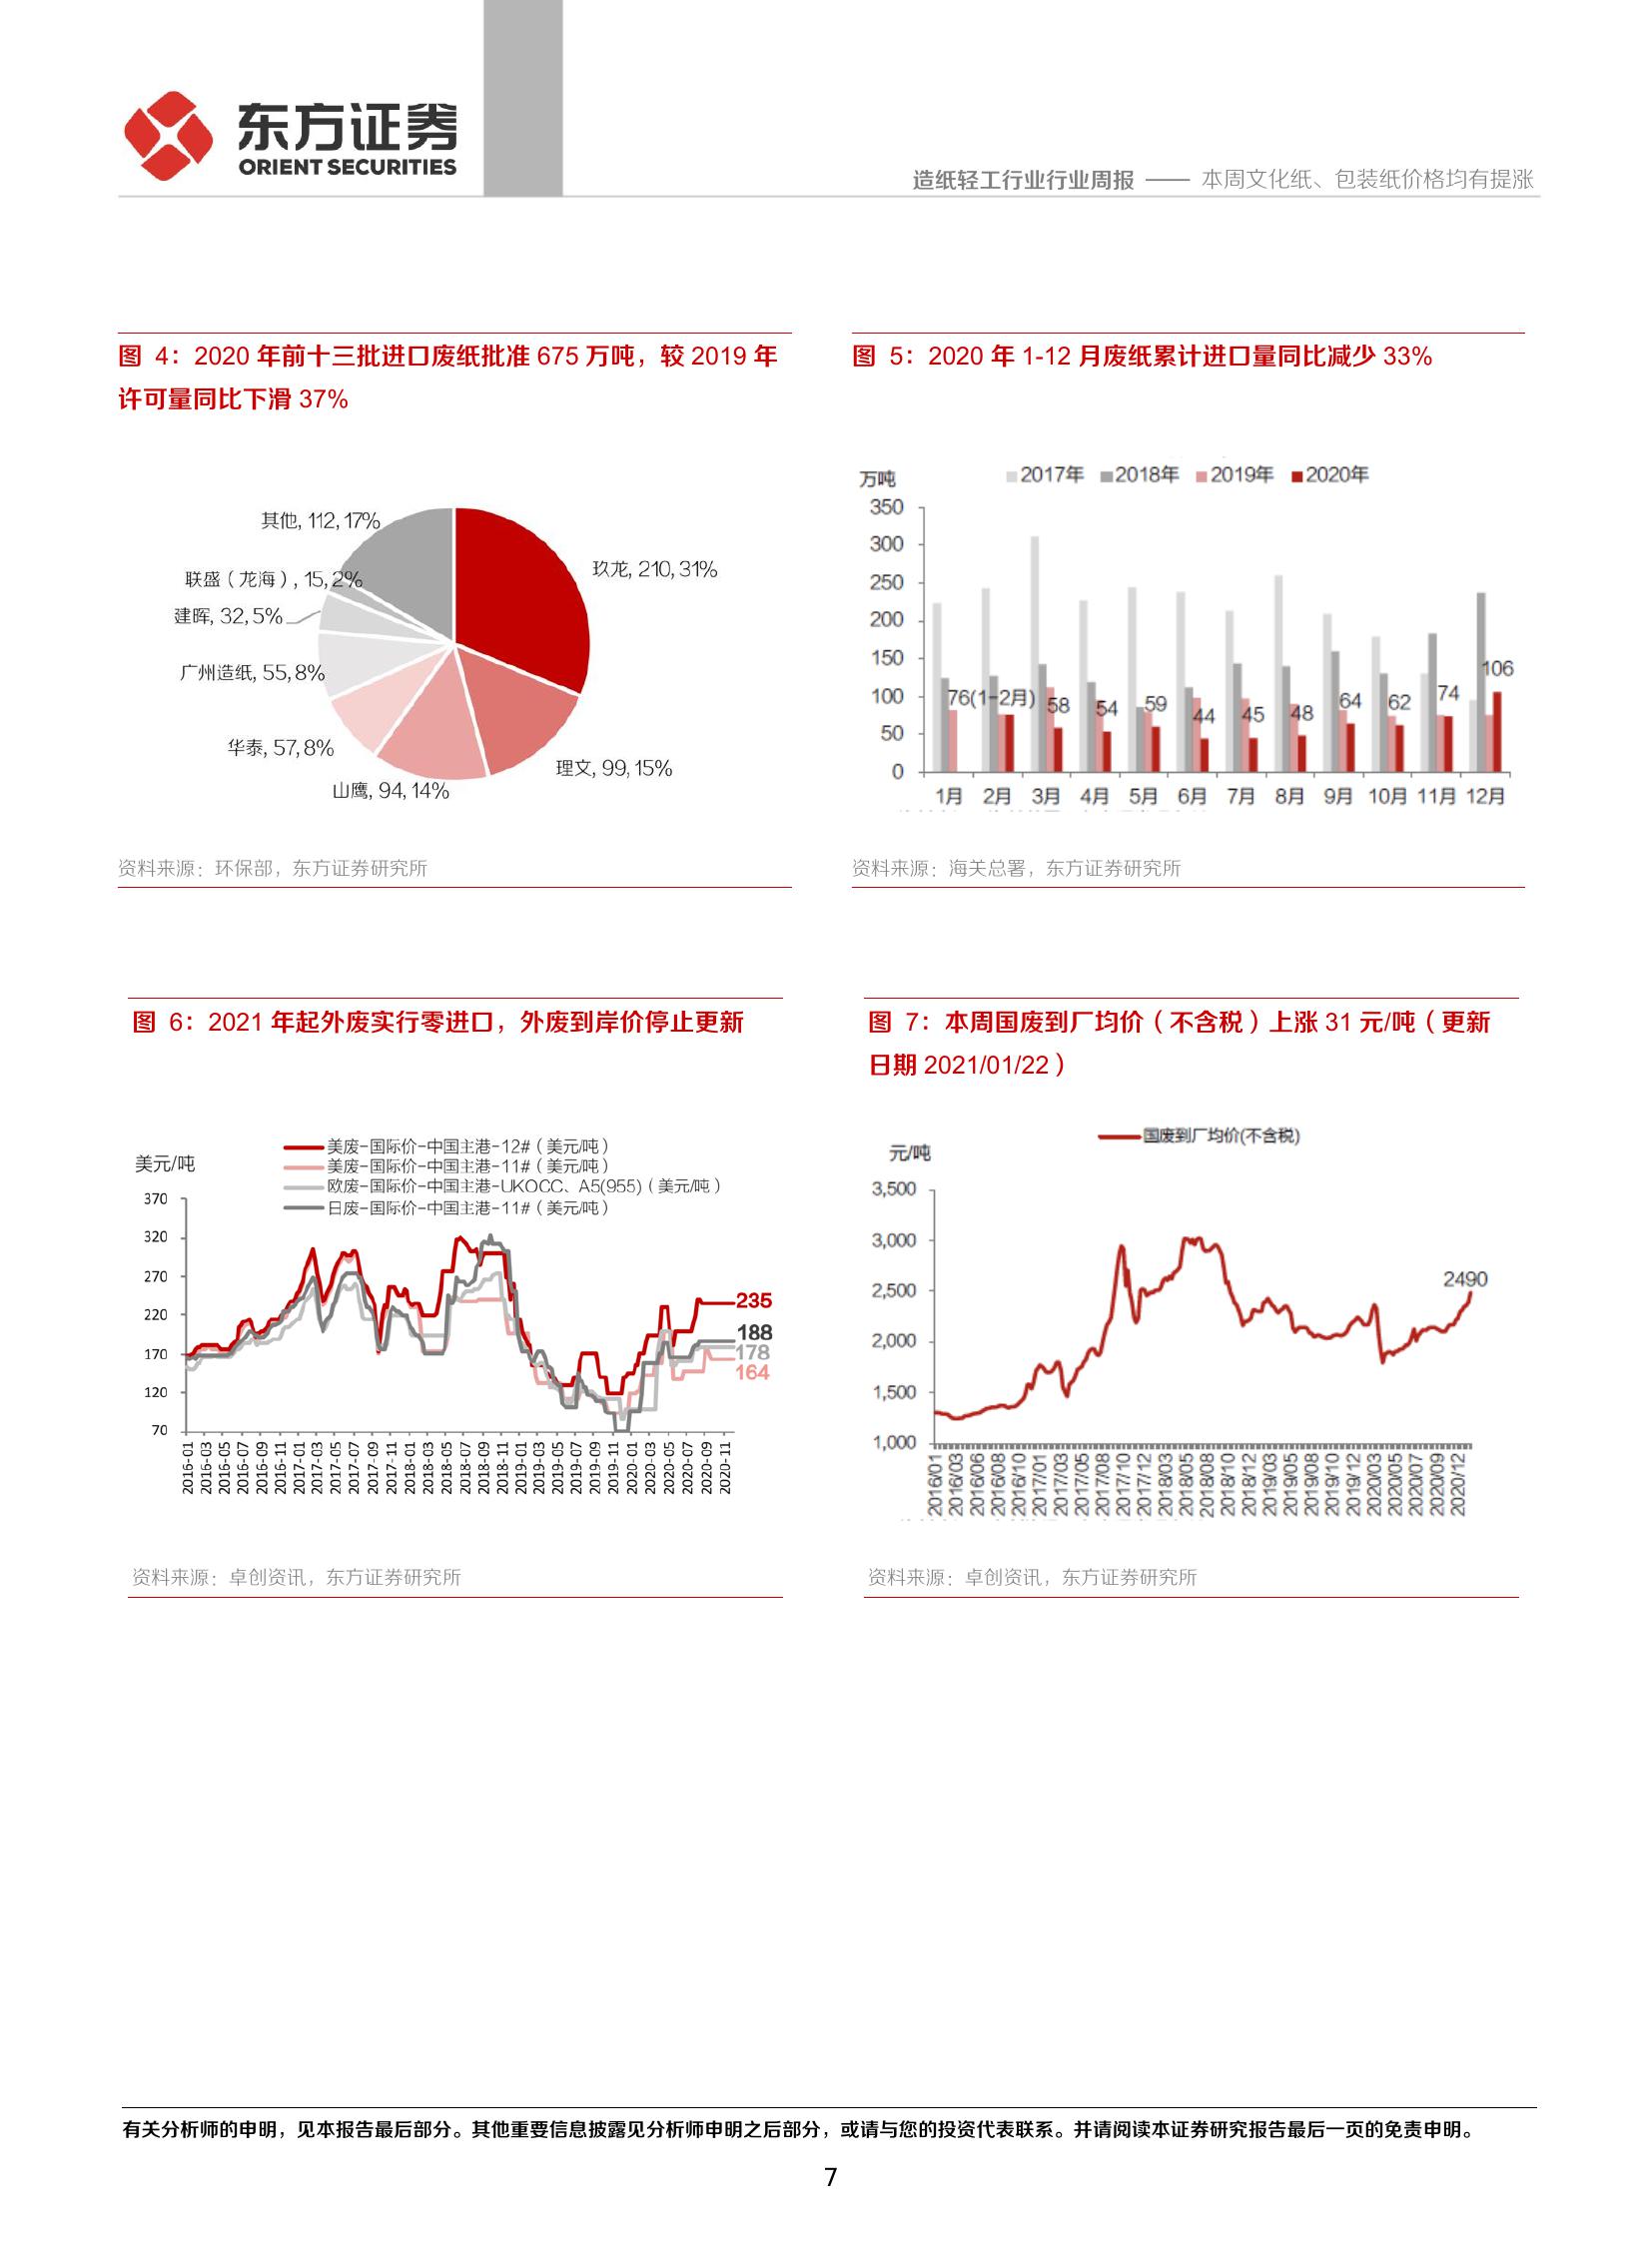 东方证券
ORIENT SECURITIES
造纸轻工行业行业周报 —— 本周文化纸、包装纸价格均有提涨
图 4：2020 年前十三批进口废纸批准 675 万吨，较 2019 年
许可量同比下滑 37%
其他, 112, 17%
联盛（龙海）, 15, 2%
建晖, 32, 5%
广州造纸, 55, 8%
华泰, 57, 8%
山鹰, 94, 14%
理文, 99, 15%
玖龙, 210, 31%
资料来源：环保部，东方证券研究所
图 5：2020 年 1-12 月废纸累计进口量同比减少 33%
万吨
2017年 2018年 2019年 2020年
350
300
250
200
150
100
50
0
76(1-2月) 58 54 59 44 45 48 64 62 74 106
1月 2月 3月 4月 5月 6月 7月 8月 9月 10月 11月 12月
资料来源：海关总署，东方证券研究所
图 6：2021 年起外废实行零进口，外废到岸价停止更新
美元/吨
美废-国际价-中国主港-12#（美元/吨）
美废-国际价-中国主港-11#（美元/吨）
欧废-国际价-中国主港-UKOCC、A5(955)（美元/吨）
日废-国际价-中国主港-11#（美元/吨）
370
320
270
220
170
120
70
235
188
178
164
2016-01 2016-03 2016-05 2016-07 2016-09 2016-11 2017-01 2017-03 2017-05 2017-07 2017-09 2017-11 2018-01 2018-03 2018-05 2018-07 2018-09 2018-11 2019-01 2019-03 2019-05 2019-07 2019-09 2019-11 2020-01 2020-03 2020-05 2020-07 2020-09 2020-11
资料来源：卓创资讯，东方证券研究所
图 7：本周国废到厂均价（不含税）上涨 31 元/吨（更新
日期 2021/01/22）
元/吨
国废到厂均价(不含税)
3,500
3,000
2,500
2,000
1,500
1,000
2490
2016/01 2016/03 2016/06 2016/08 2016/10 2017/01 2017/03 2017/05 2017/08 2017/10 2017/12 2018/03 2018/05 2018/08 2018/10 2018/12 2019/03 2019/05 2019/08 2019/10 2019/12 2020/03 2020/05 2020/07 2020/09 2020/12
资料来源：卓创资讯，东方证券研究所
有关分析师的申明，见本报告最后部分。其他重要信息披露见分析师申明之后部分，或请与您的投资代表联系。并请阅读本证券研究报告最后一页的免责申明。
7